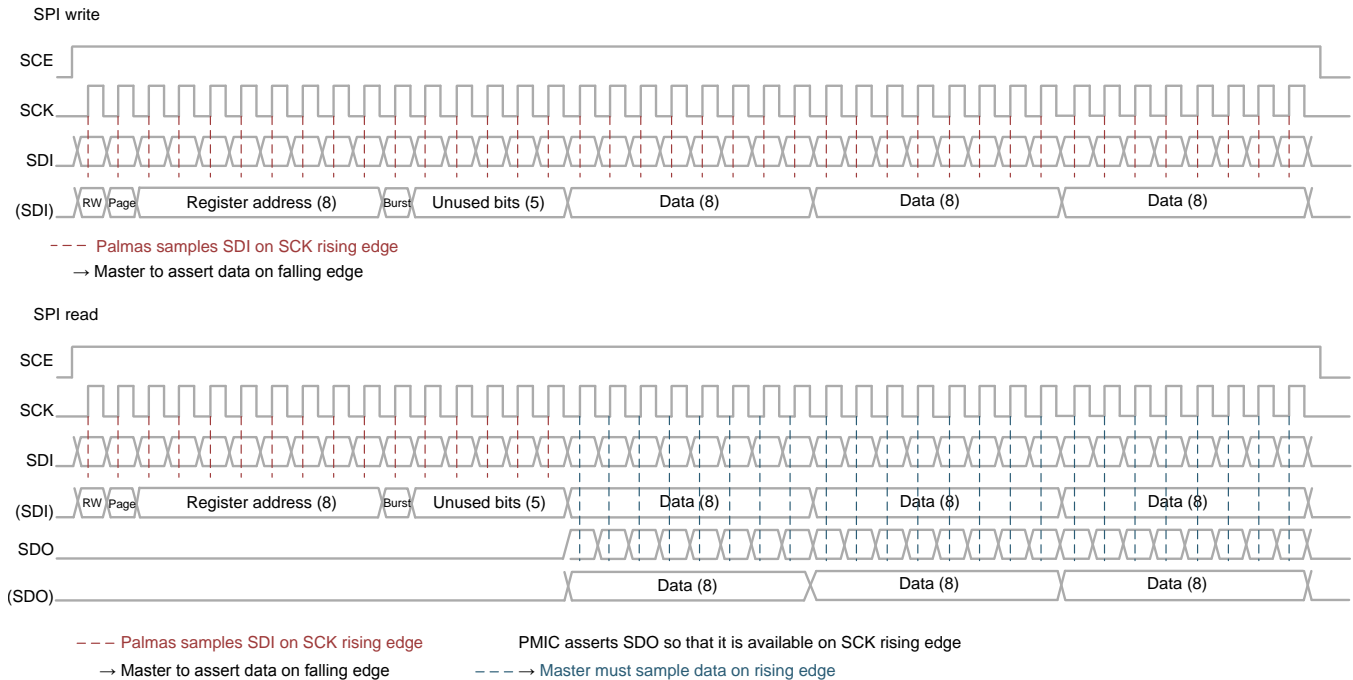 SPI write
SCE
SCK
SDI
(SDI) RW Page Register address (8) Burst Unused bits (5) Data (8) Data (8) Data (8)
--- Palmas samples SDI on SCK rising edge
→ Master to assert data on falling edge
SPI read
SCE
SCK
SDI
(SDI) RW Page Register address (8) Burst Unused bits (5) Data (8) Data (8) Data (8)
SDO
(SDO) Data (8) Data (8) Data (8)
--- Palmas samples SDI on SCK rising edge PMIC asserts SDO so that it is available on SCK rising edge
→ Master to assert data on falling edge ---→ Master must sample data on rising edge